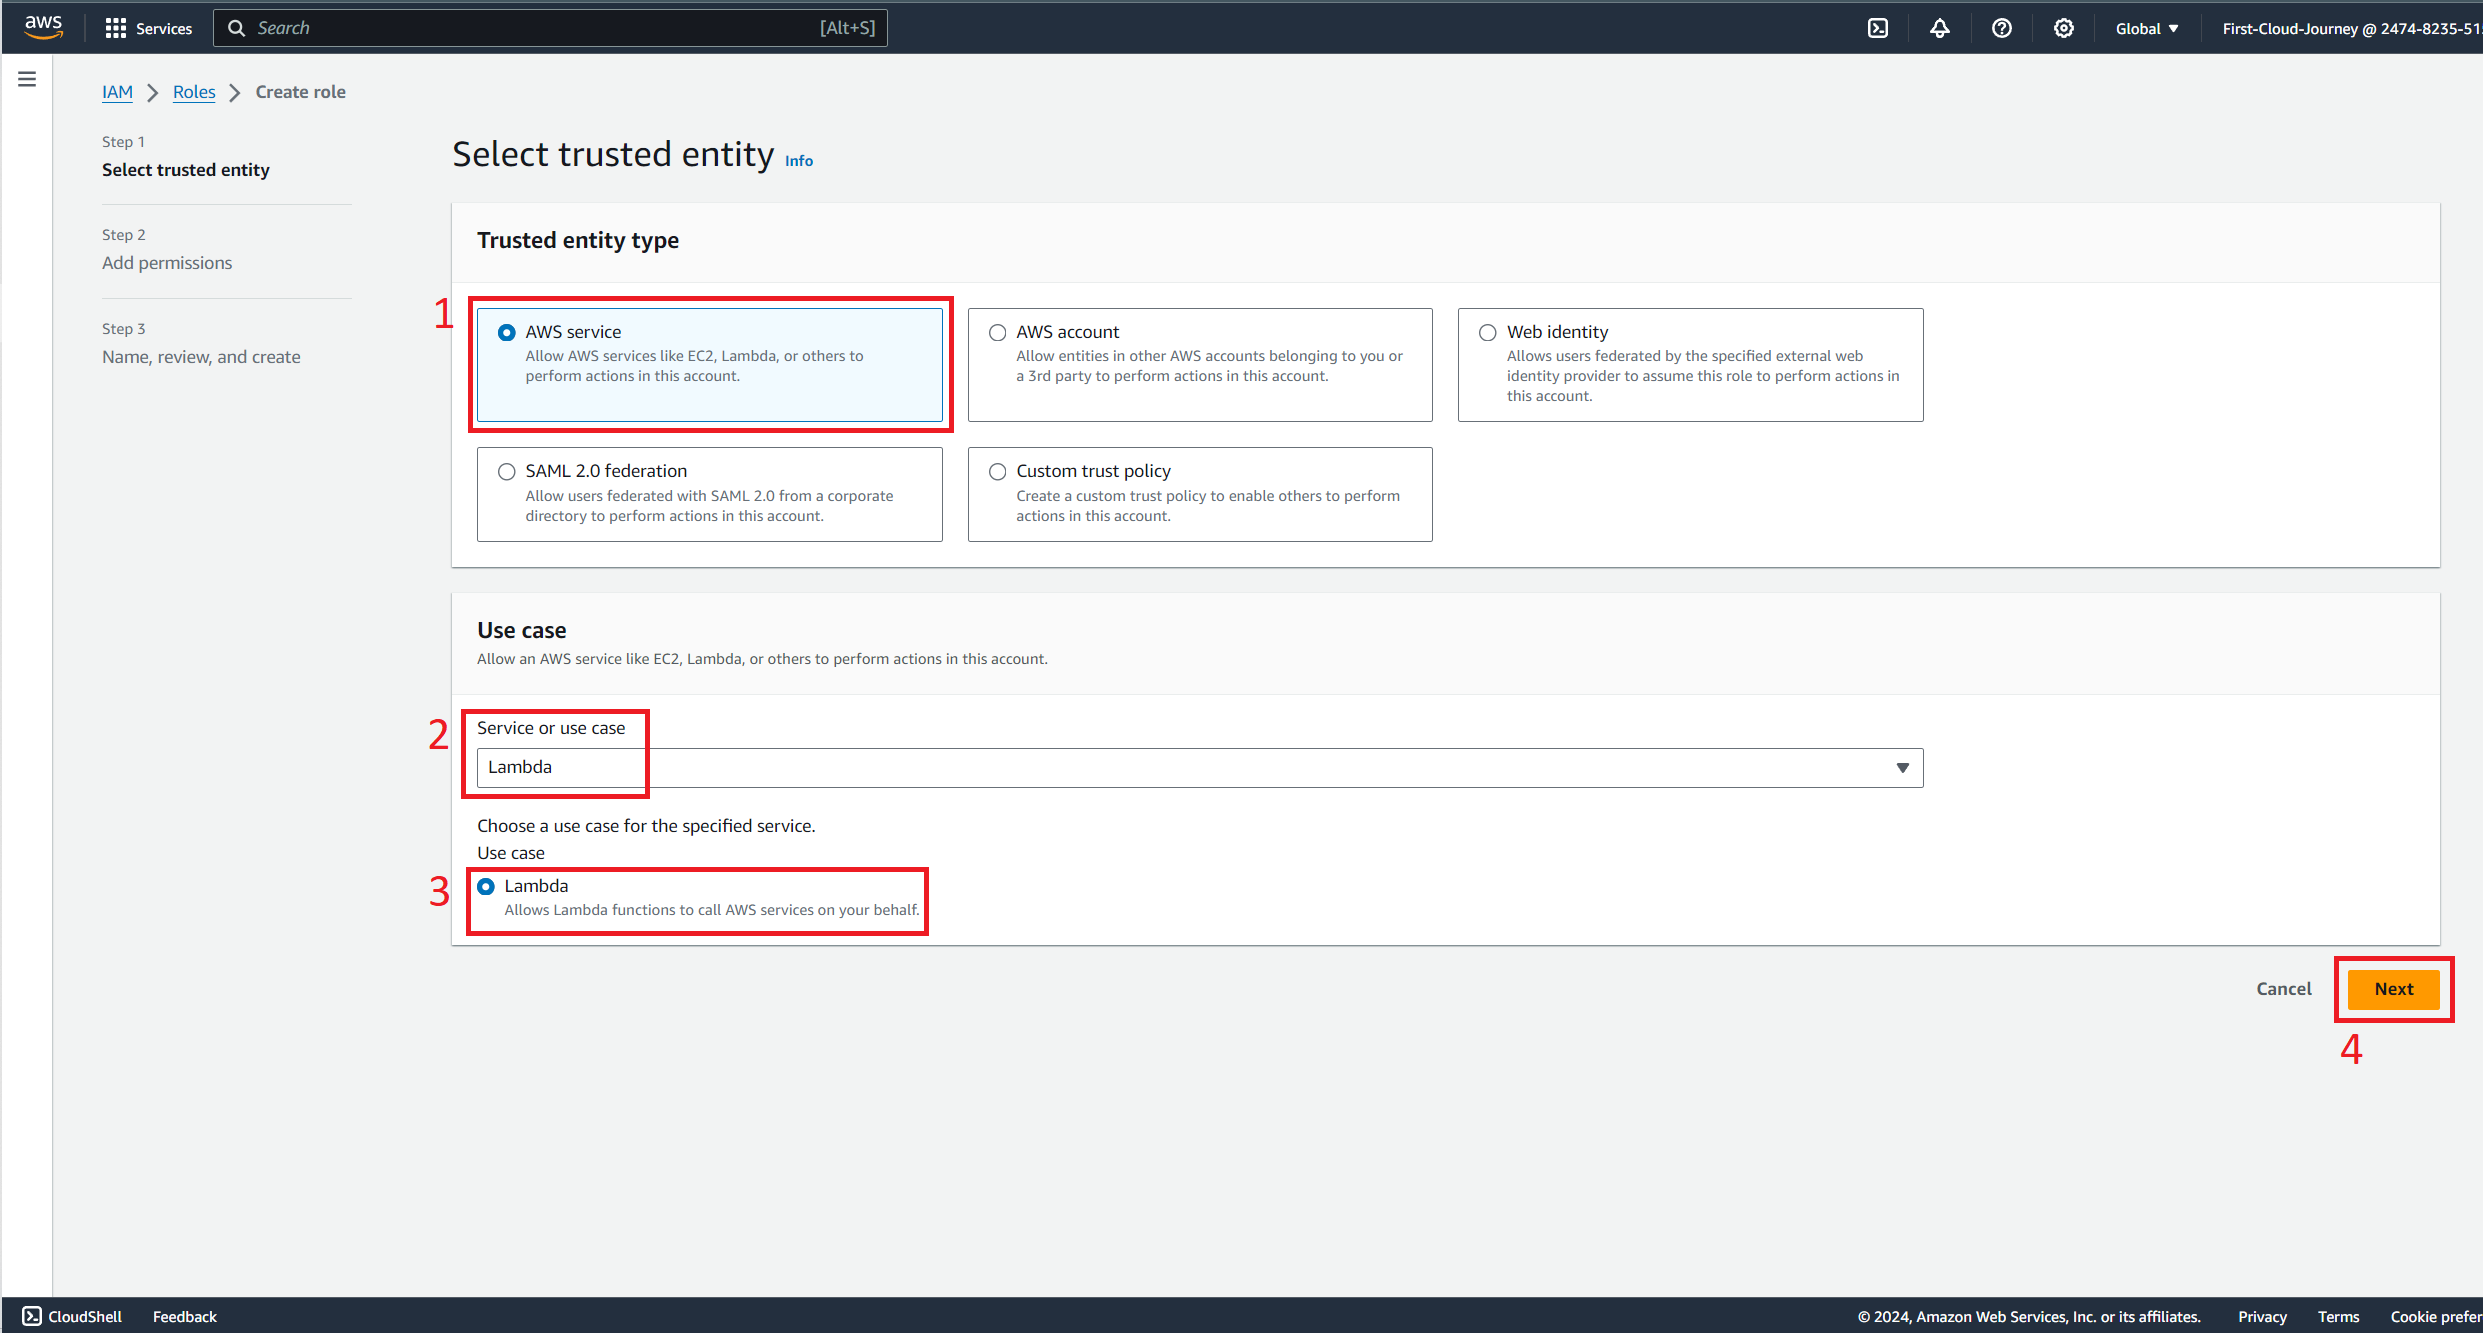 aws Services Search [Alt+S] Global First-Cloud-Journey @ 2474-8235-51
IAM Roles Create role
Step 1
Select trusted entity
Step 2
Add permissions
Step 3
Name, review, and create
Select trusted entity Info
Trusted entity type
1
AWS service
Allow AWS services like EC2, Lambda, or others to
perform actions in this account.
AWS account
Allow entities in other AWS accounts belonging to you or
a 3rd party to perform actions in this account.
Web identity
Allows users federated by the specified external web
identity provider to assume this role to perform actions in
this account.
SAML 2.0 federation
Allow users federated with SAML 2.0 from a corporate
directory to perform actions in this account.
Custom trust policy
Create a custom trust policy to enable others to perform
actions in this account.
Use case
Allow an AWS service like EC2, Lambda, or others to perform actions in this account.
2
Service or use case
Lambda
Choose a use case for the specified service.
Use case
3
Lambda
Allows Lambda functions to call AWS services on your behalf.
Cancel Next
4
CloudShell Feedback © 2024, Amazon Web Services, Inc. or its affiliates. Privacy Terms Cookie prefer